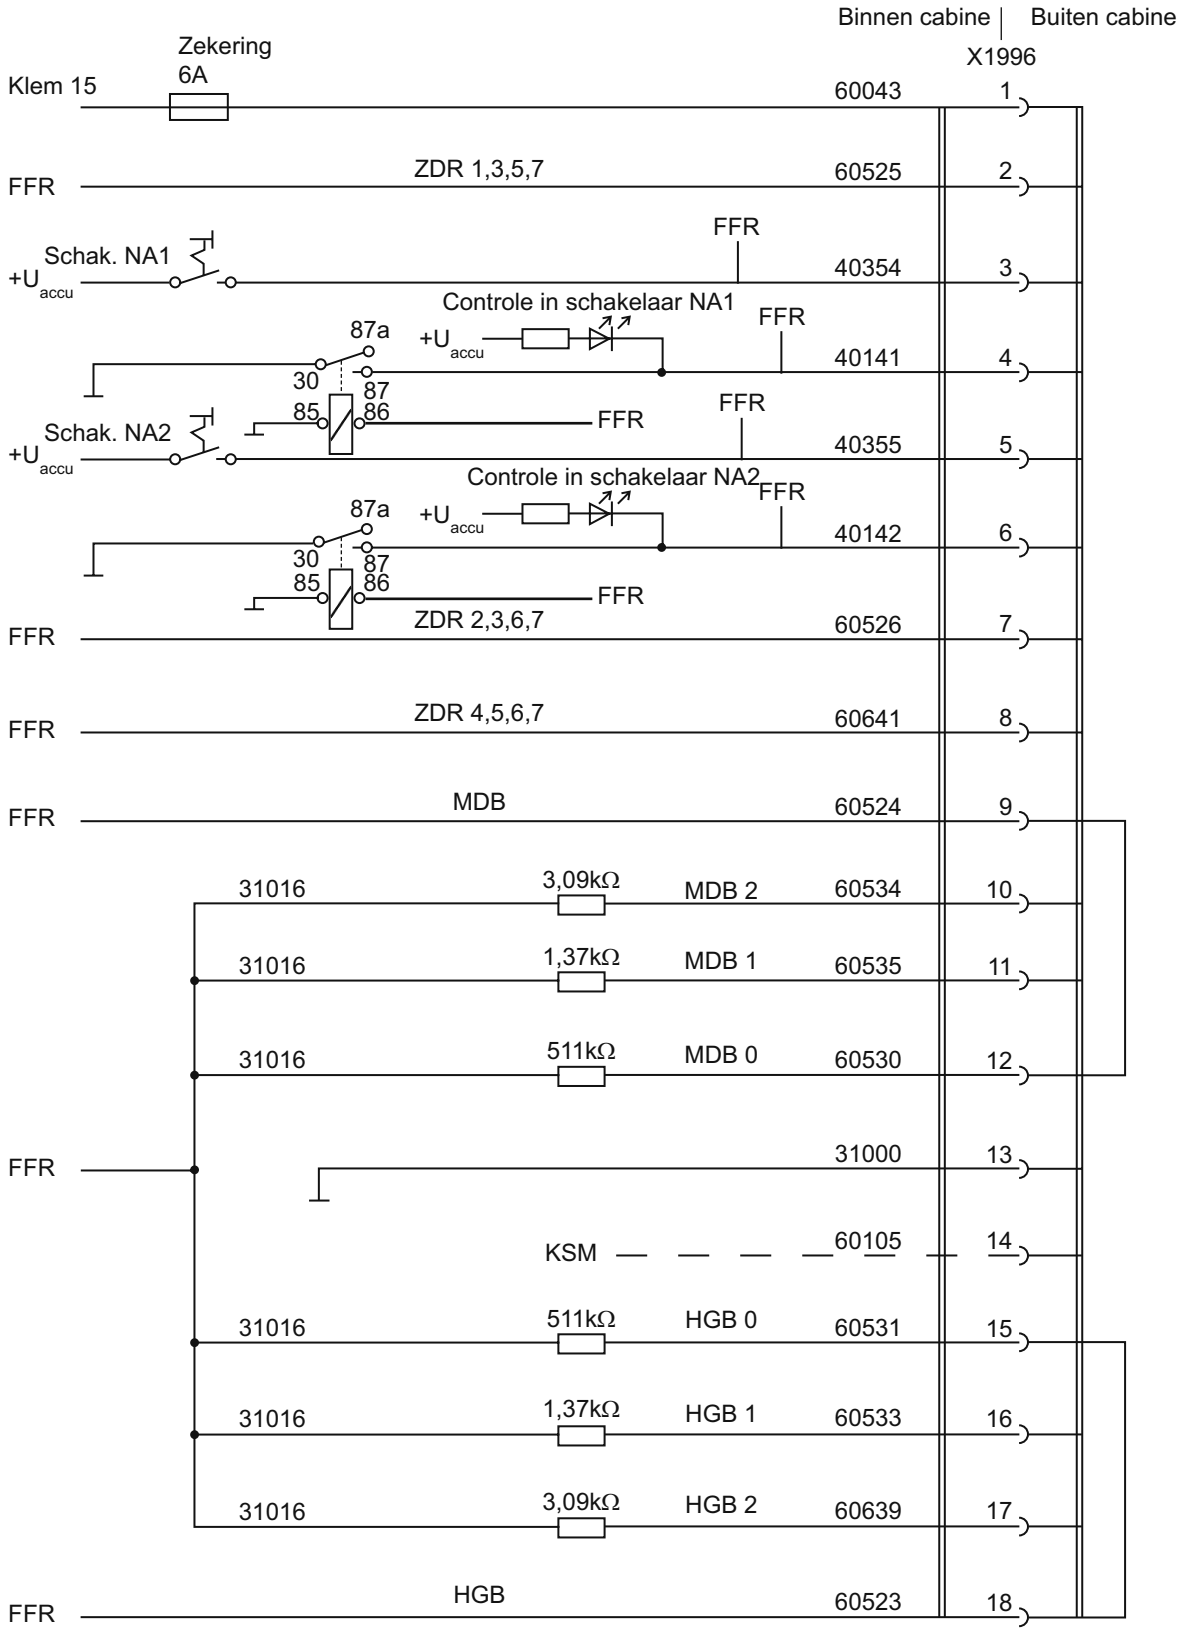 Binnen cabine | Buiten cabine
X1996
Zekering
6A
Klem 15 60043 1
FFR ZDR 1,3,5,7 60525 2
FFR
+Uaccu Schak. NA1 40354 3
Controle in schakelaar NA1
87a +Uaccu FFR
30 87 40141 4
85 86 FFR FFR
+Uaccu Schak. NA2 40355 5
Controle in schakelaar NA2
87a +Uaccu FFR
30 87 40142 6
85 86 FFR
FFR ZDR 2,3,6,7 60526 7
FFR ZDR 4,5,6,7 60641 8
FFR MDB 60524 9
31016 3,09kΩ MDB 2 60534 10
31016 1,37kΩ MDB 1 60535 11
31016 511kΩ MDB 0 60530 12
FFR 31000 13
KSM 60105 14
31016 511kΩ HGB 0 60531 15
31016 1,37kΩ HGB 1 60533 16
31016 3,09kΩ HGB 2 60639 17
FFR HGB 60523 18